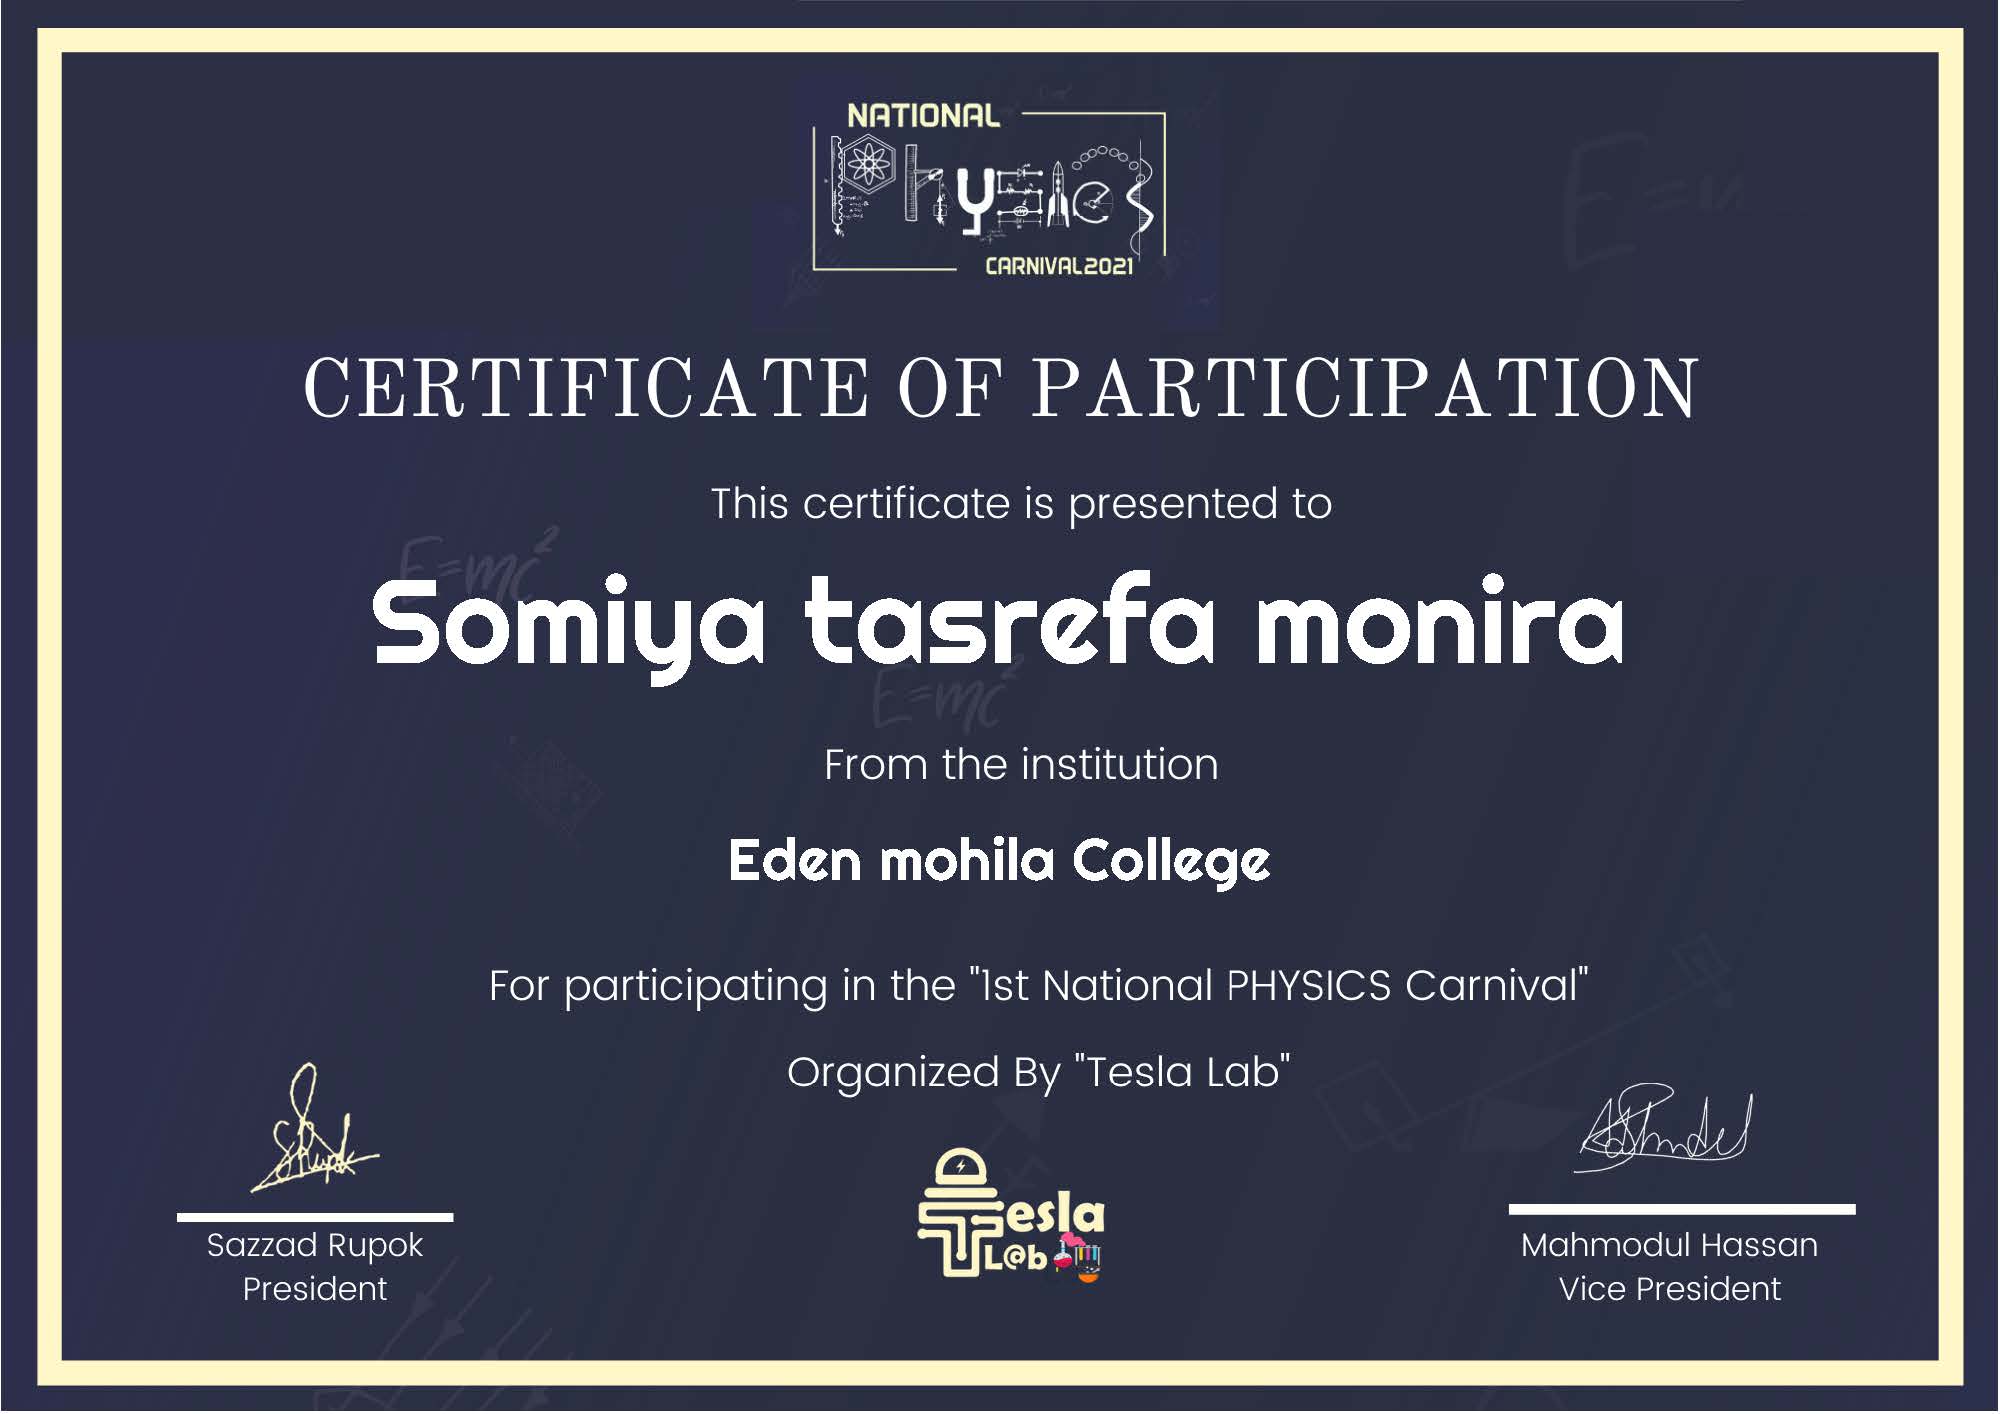 NATIONAL
Physics
CARNIVAL2021
CERTIFICATE OF PARTICIPATION
This certificate is presented to
E=mc²
Somiya tasrefa monira
E=mc²
From the institution
Eden mohila College
For participating in the "1st National PHYSICS Carnival"
Organized By "Tesla Lab"
Tesla
L@b
Sazzad Rupok
President
Mahmodul Hassan
Vice President